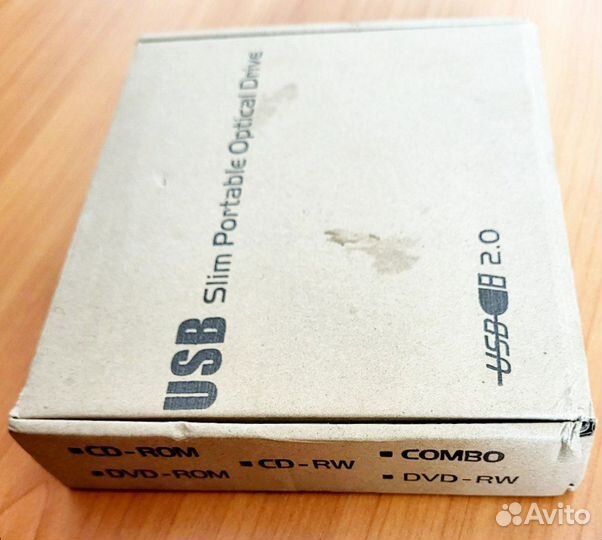 USB Slim Portable Optical Drive
USB 2.0
■CD-ROM ■CD-RW ■COMBO
■DVD-ROM ■DVD-RW
Avito